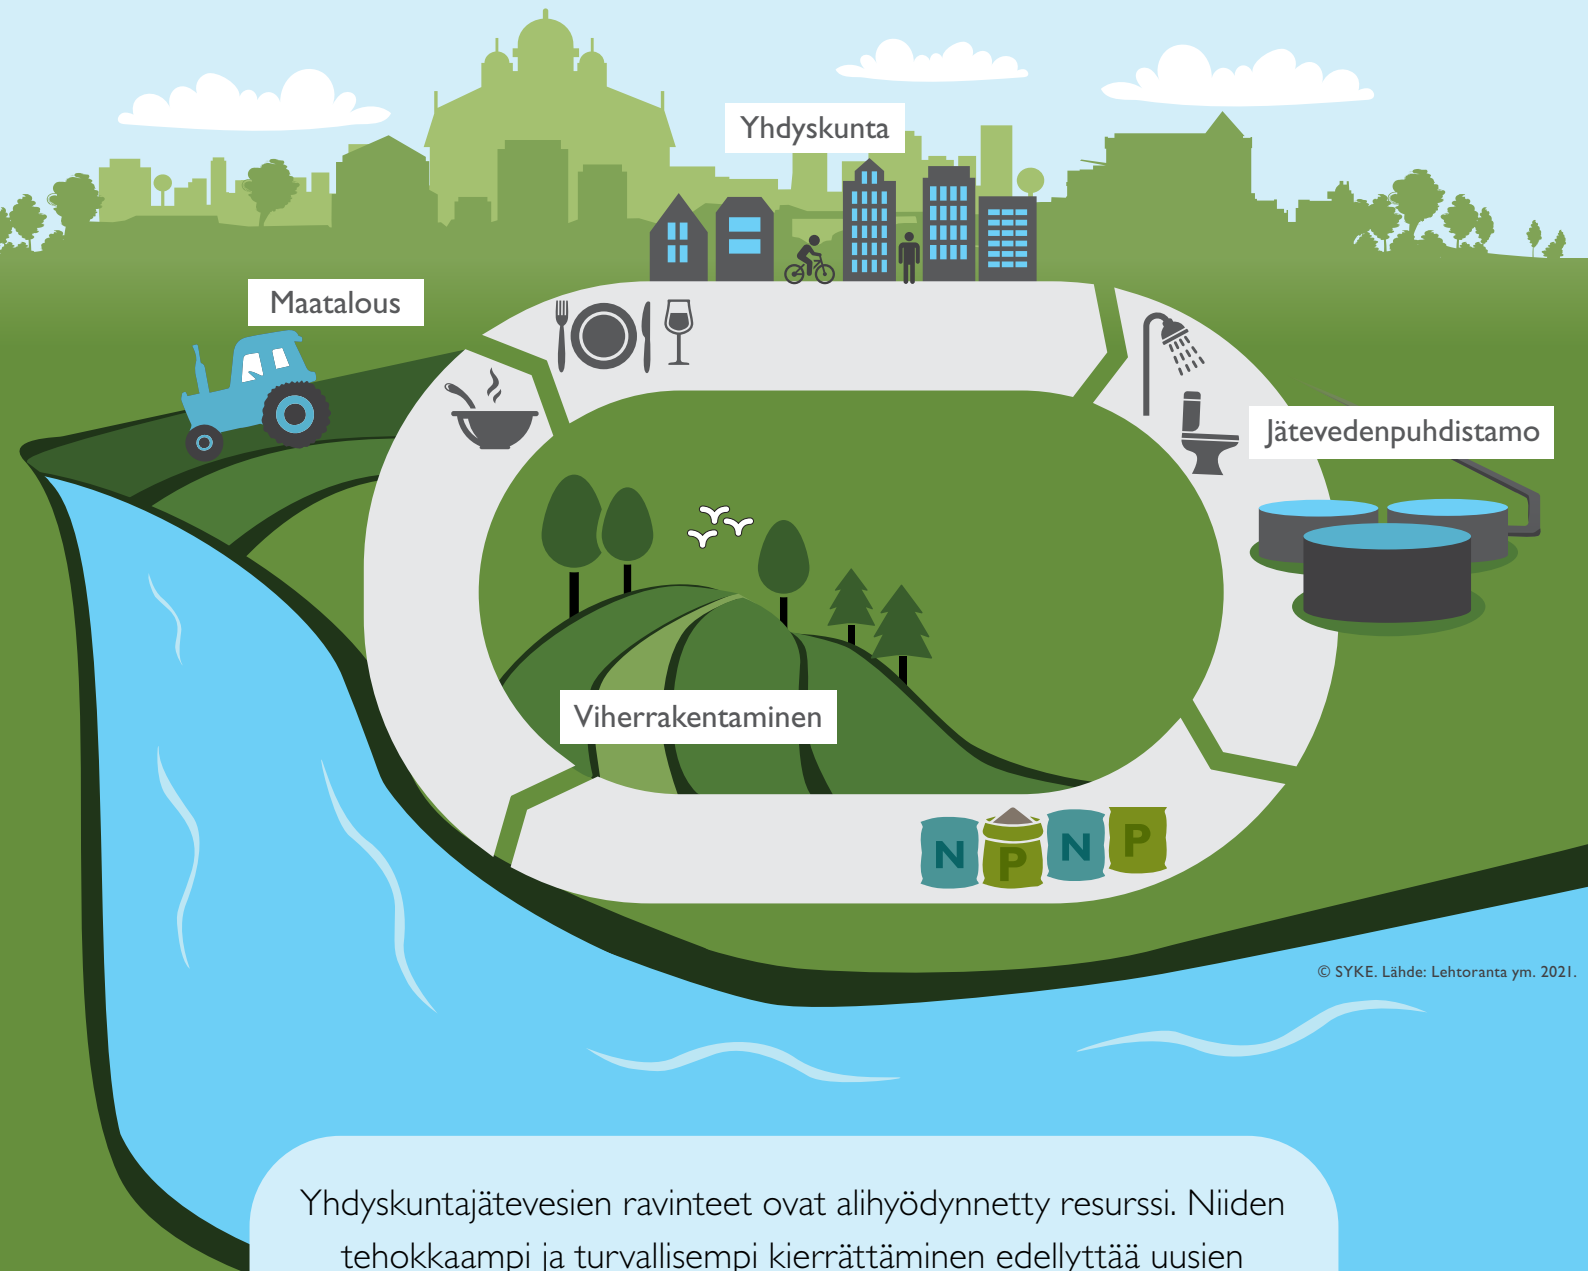 Yhdyskunta
Maatalous
Jätevedenpuhdistamo
Viherrakentaminen
N P N P
© SYKE. Lähde: Lehtoranta ym. 2021.
Yhdyskuntajätevesien ravinteet ovat alihyödynnetty resurssi. Niiden
tehokkaampi ja turvallisempi kierrättäminen edellyttää uusien